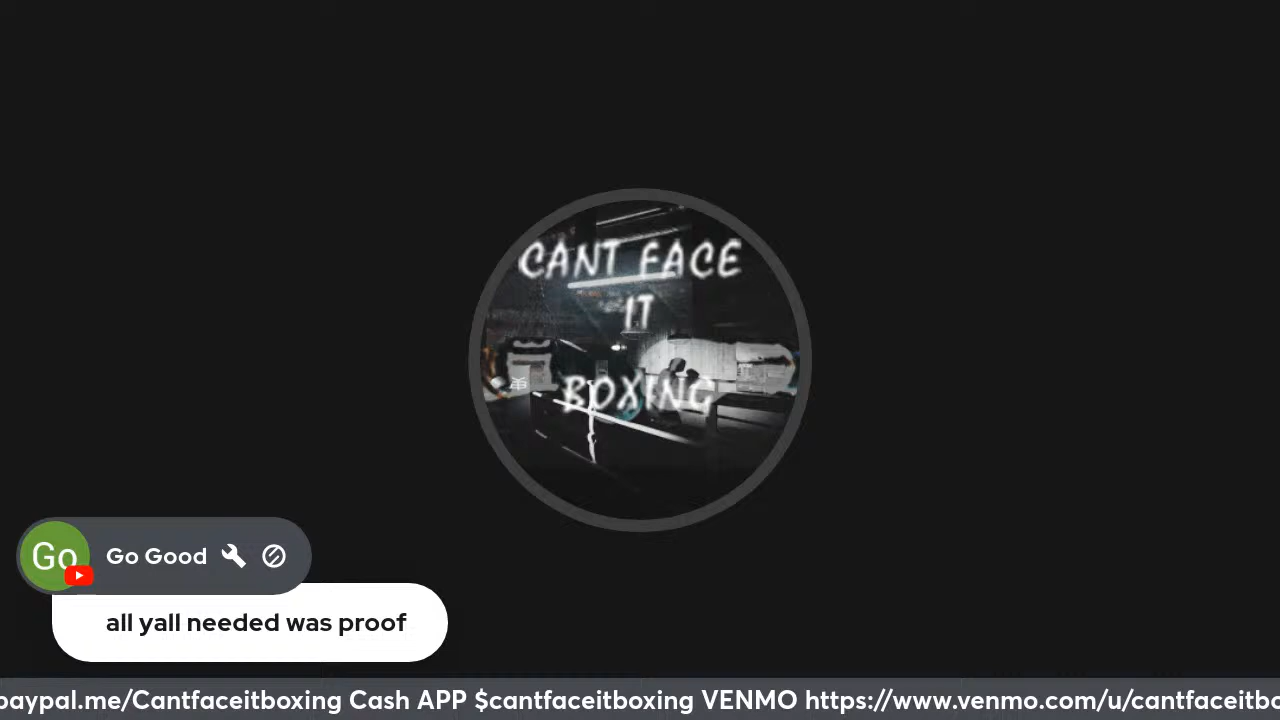 CANT FACE
IT
BOXING
Go
Go Good
all yall needed was proof
paypal.me/Cantfaceitboxing Cash APP $cantfaceitboxing VENMO https://www.venmo.com/u/cantfaceitbo